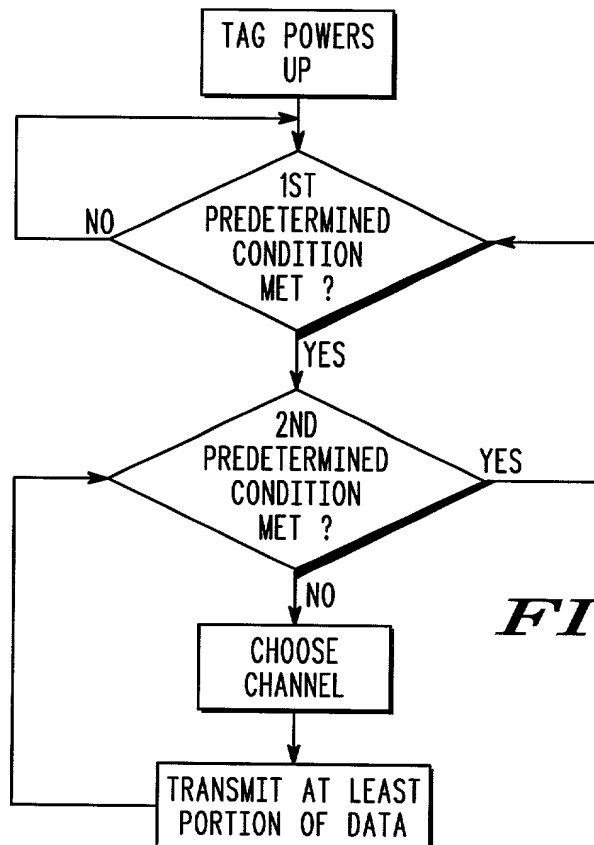 TAG POWERS
UP
1ST
PREDETERMINED
CONDITION
MET ?
NO
YES
2ND
PREDETERMINED
CONDITION
MET ?
YES
NO
FI
CHOOSE
CHANNEL
TRANSMIT AT LEAST
PORTION OF DATA